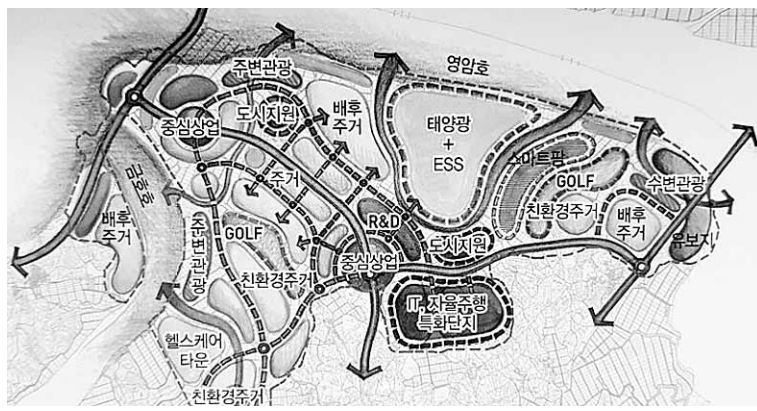 영암호
주변관광
배후
주거
태양광
+
ESS
도시지원
중심상업
스마트팜
금호호
주거
GOLF
수변관광
친환경주거
배후
주거
R&D
유보지
배후
주거
주변관광
GOLF
도시지원
중심상업
친환경주거
IT, 자율주행
특화단지
헬스케어
타운
친환경주거